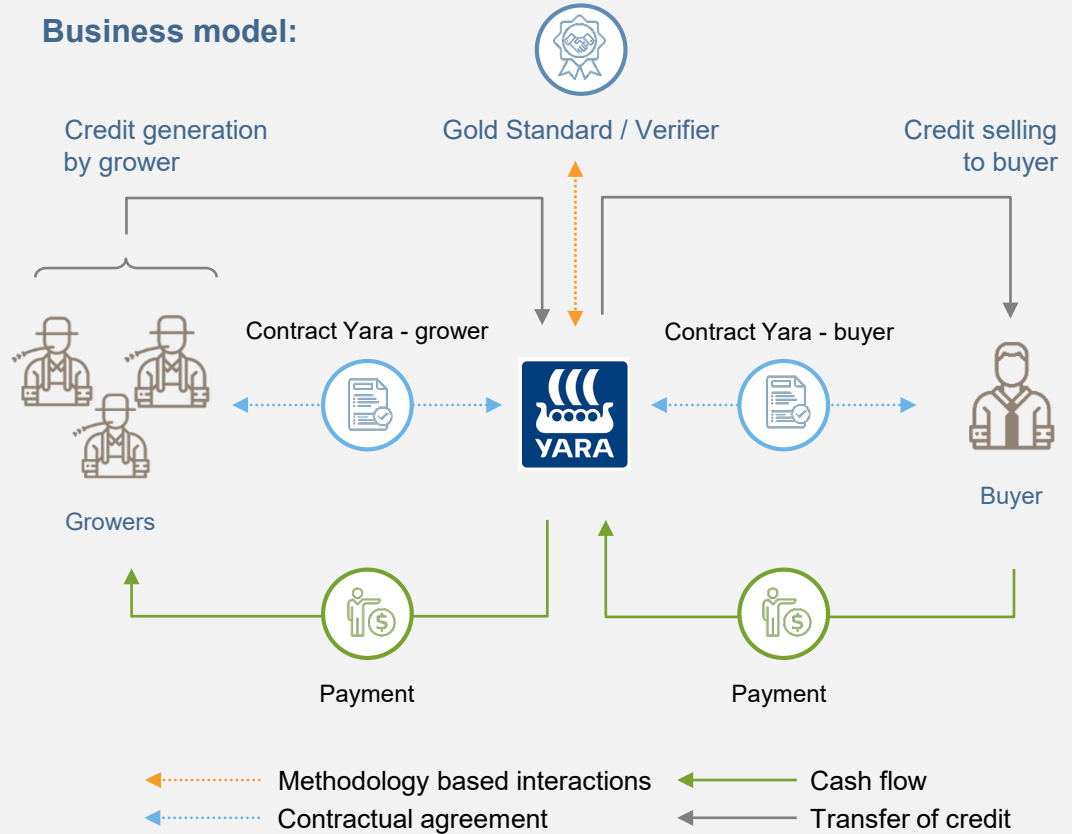 Business model:
Credit generation
by grower
Gold Standard / Verifier
Credit selling
to buyer
Contract Yara - grower
Contract Yara - buyer
YARA
Growers
Buyer
$
$
Payment
Payment
Methodology based interactions
Cash flow
Contractual agreement
Transfer of credit